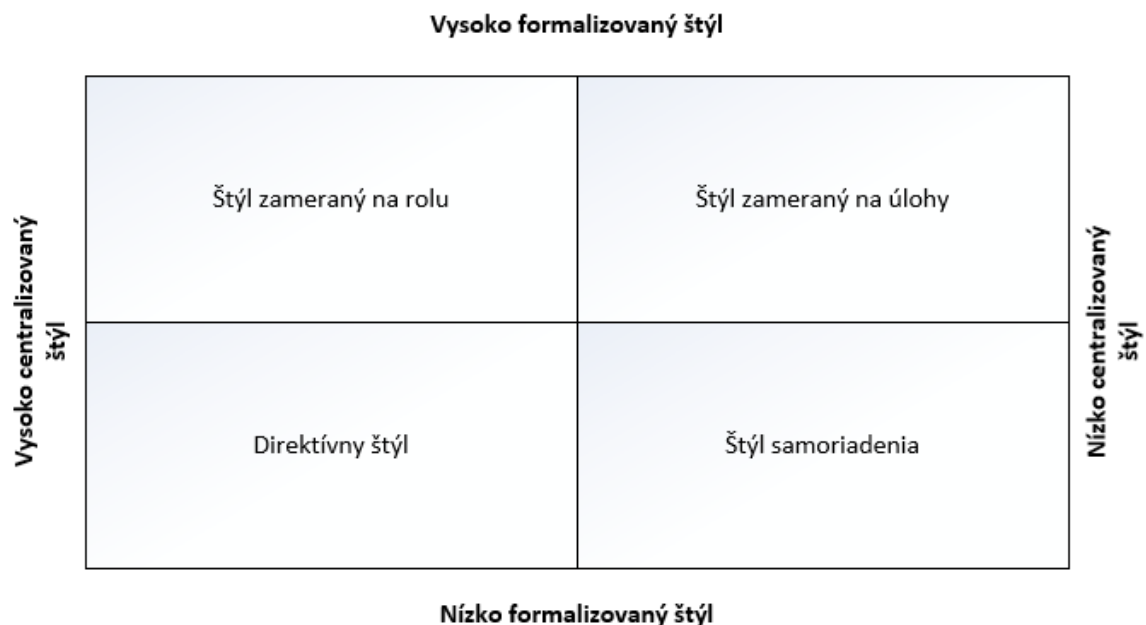 Vysoko formalizovaný štýl
Štýl zameraný na rolu
Štýl zameraný na úlohy
Vysoko centralizovaný
štýl
Nízko centralizovaný
štýl
Direktívny štýl
Štýl samoriadenia
Nízko formalizovaný štýl